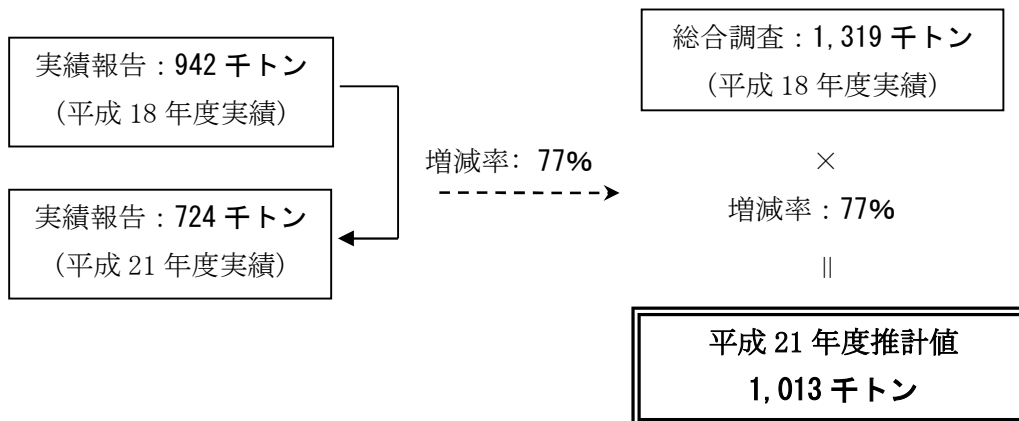 実績報告：942 千トン
(平成 18 年度実績)
実績報告：724 千トン
(平成 21 年度実績)
増減率： 77%
総合調査：1,319 千トン
(平成 18 年度実績)
×
増減率：77%
॥
平成 21 年度推計値
1,013 千トン